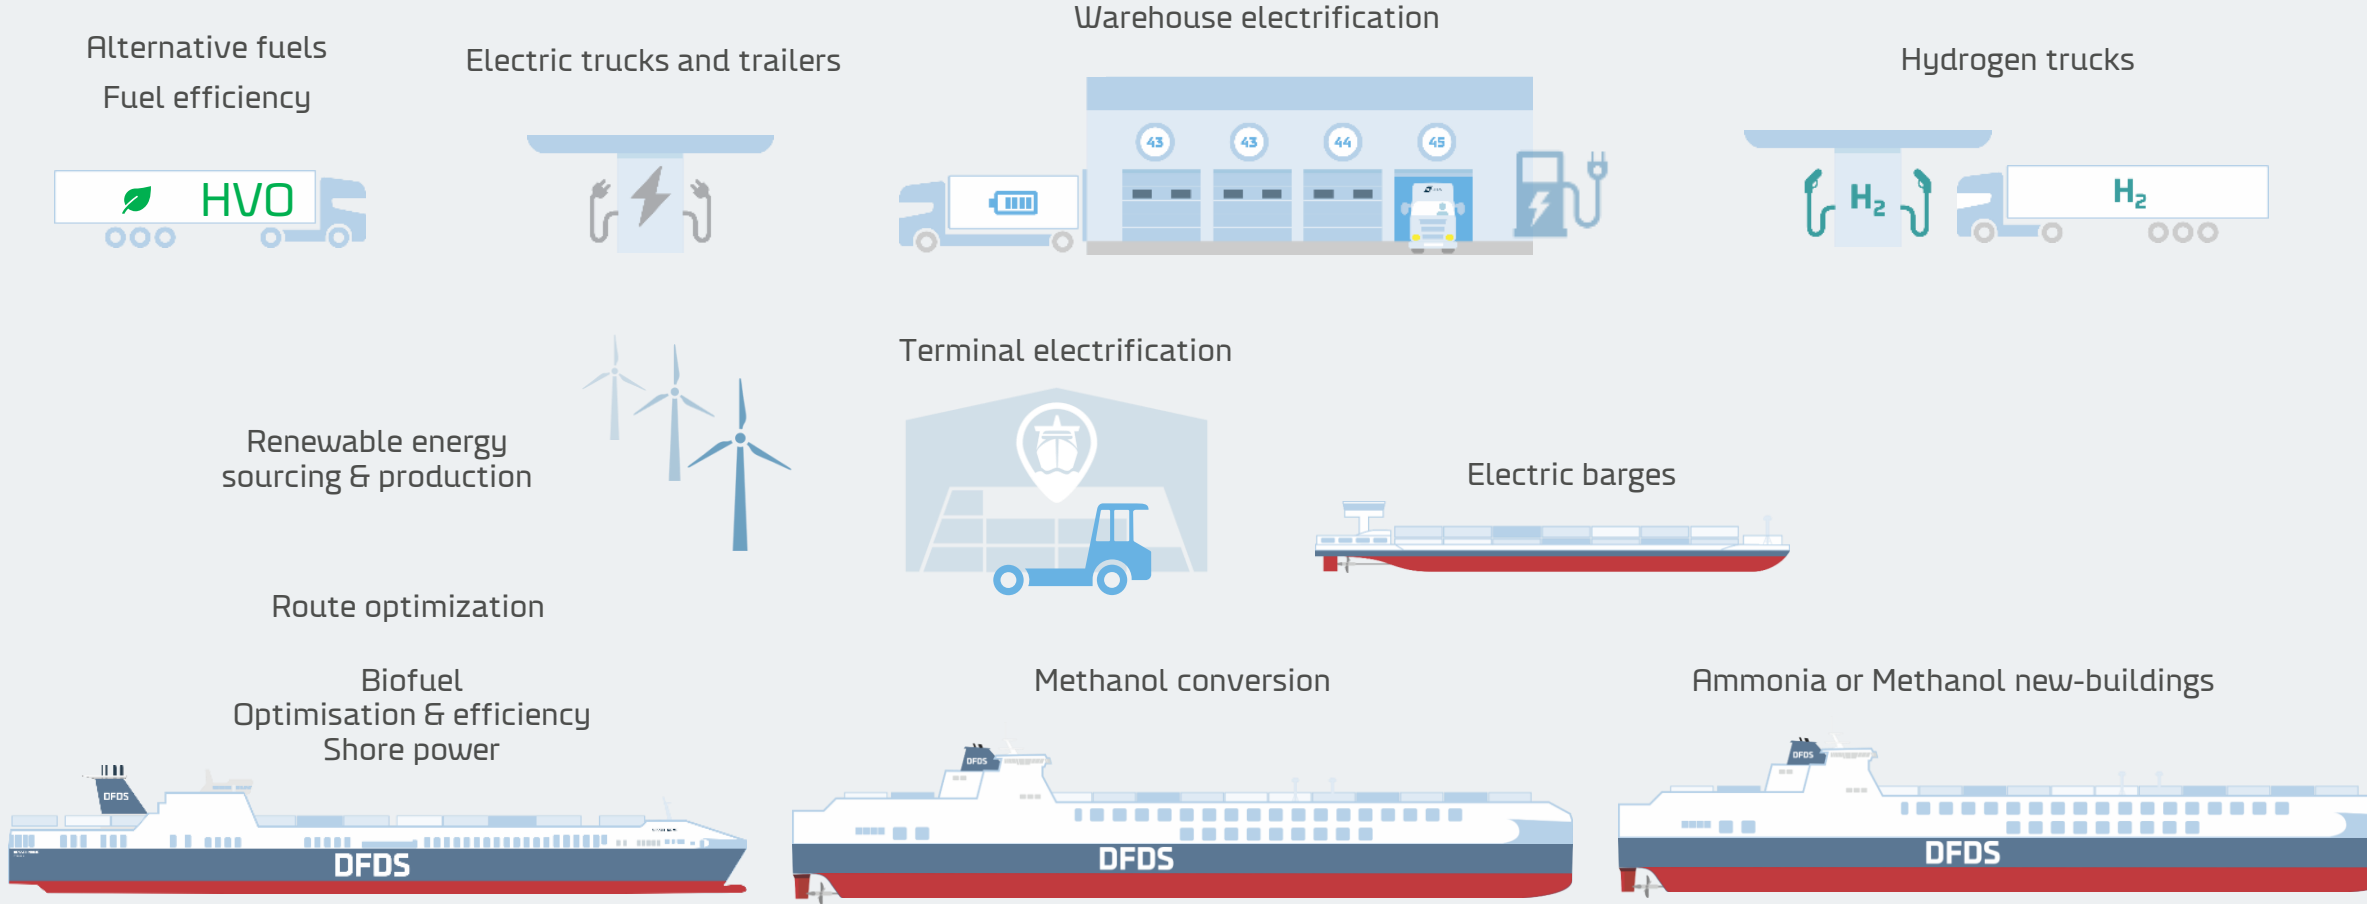 Warehouse electrification
Alternative fuels
Fuel efficiency
Electric trucks and trailers
Hydrogen trucks
43
43
44
45
HVO
H₂
H₂
Terminal electrification
Renewable energy
sourcing & production
Electric barges
Route optimization
Biofuel
Optimisation & efficiency
Shore power
Methanol conversion
Ammonia or Methanol new-buildings
DFDS
DFDS
DFDS
DFDS
DFDS
DFDS